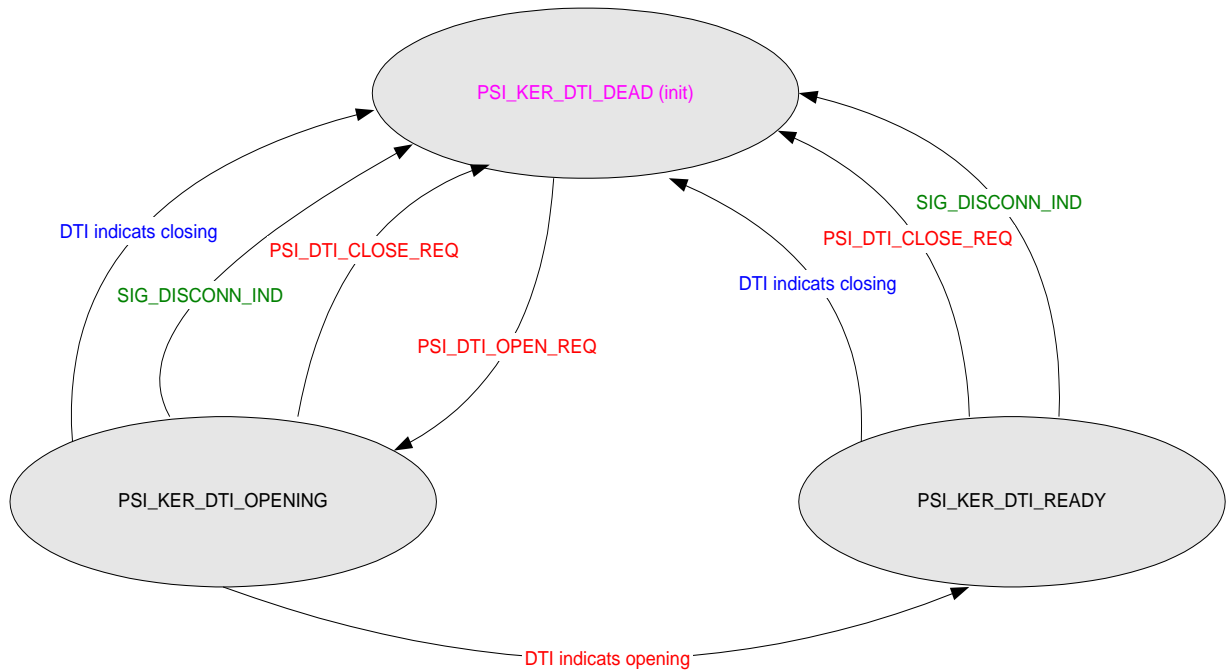 PSI_KER_DTI_DEAD (init)
DTI indicats closing
SIG_DISCONN_IND
PSI_DTI_CLOSE_REQ
PSI_DTI_OPEN_REQ
SIG_DISCONN_IND
PSI_DTI_CLOSE_REQ
DTI indicats closing
PSI_KER_DTI_OPENING
PSI_KER_DTI_READY
DTI indicats opening